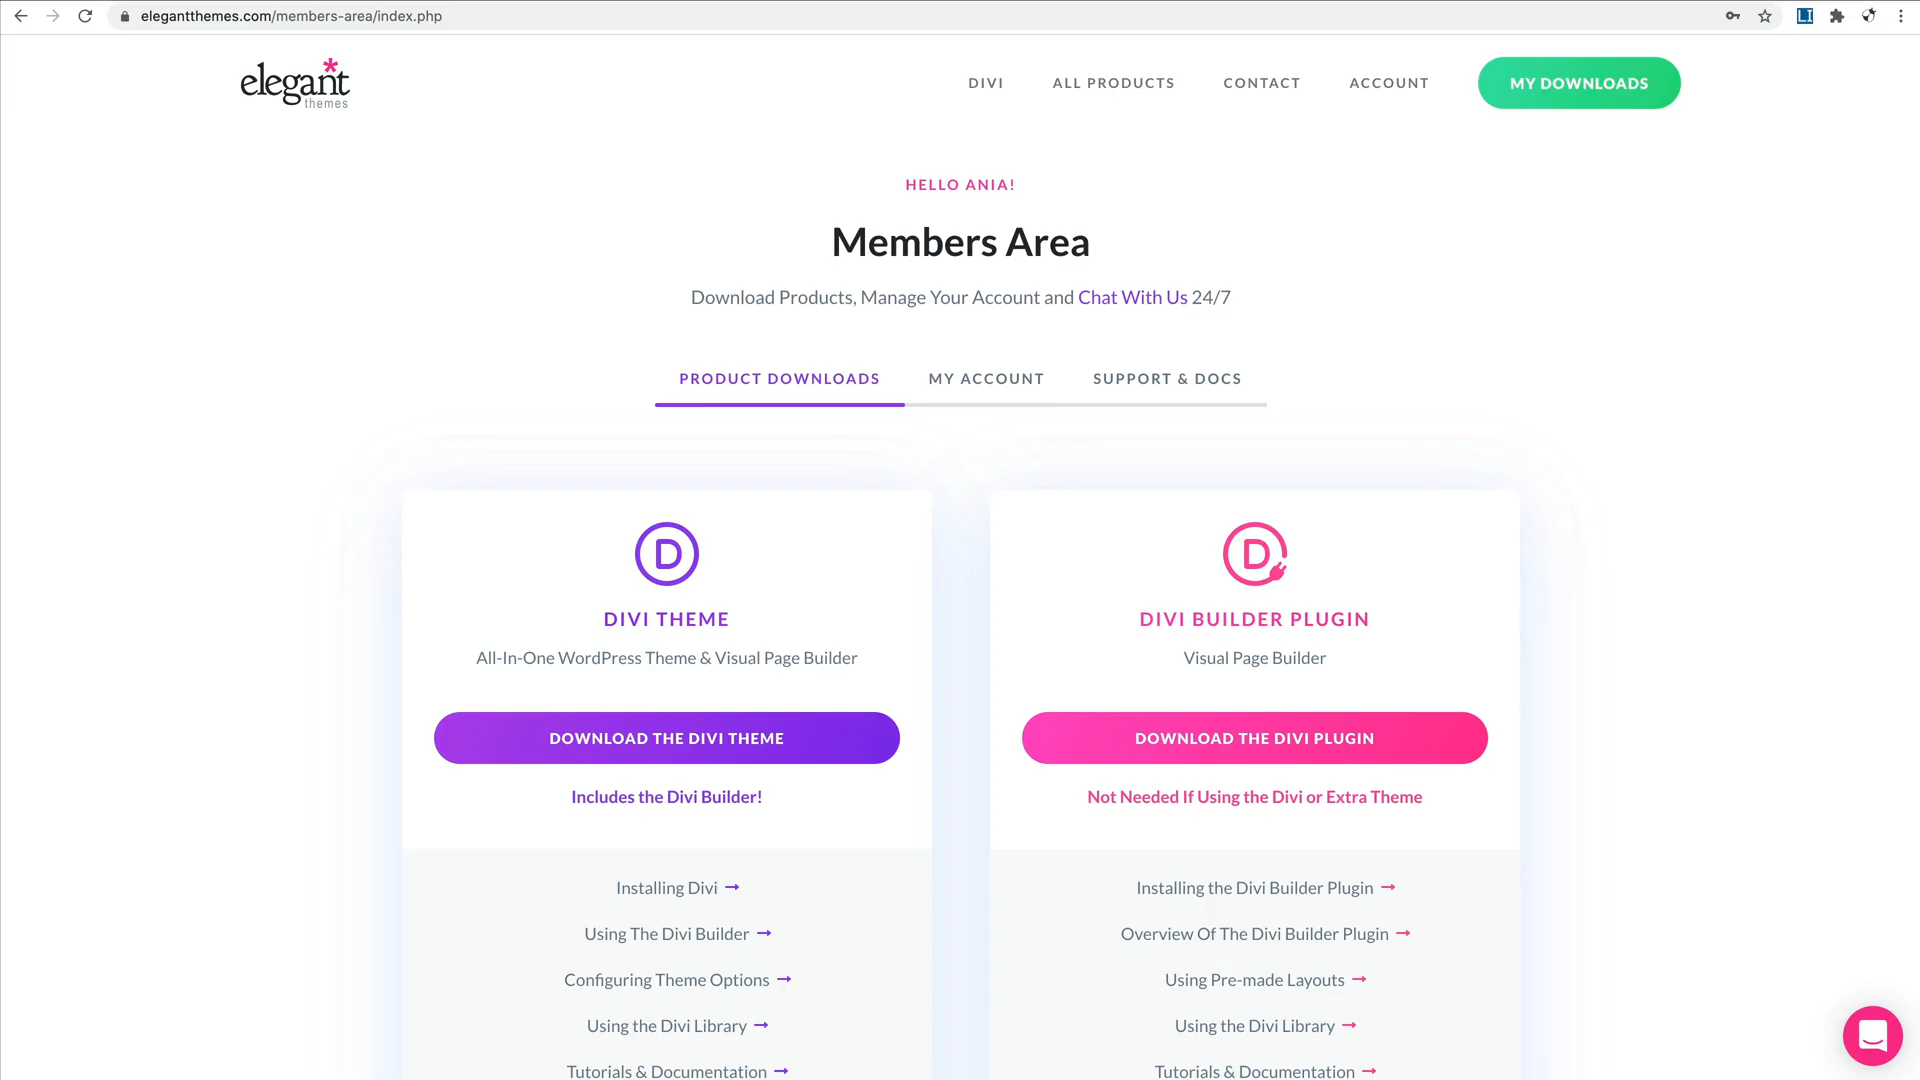 elegantthemes.com/members-area/index.php
LI
elegant*
themes
DIVI
ALL PRODUCTS
CONTACT
ACCOUNT
MY DOWNLOADS
HELLO ANIA!
Members Area
Download Products, Manage Your Account and Chat With Us 24/7
PRODUCT DOWNLOADS
MY ACCOUNT
SUPPORT & DOCS
D
DIVI THEME
All-In-One WordPress Theme & Visual Page Builder
DOWNLOAD THE DIVI THEME
Includes the Divi Builder!
Installing Divi →
Using The Divi Builder →
Configuring Theme Options →
Using the Divi Library →
Tutorials & Documentation →
D
DIVI BUILDER PLUGIN
Visual Page Builder
DOWNLOAD THE DIVI PLUGIN
Not Needed If Using the Divi or Extra Theme
Installing the Divi Builder Plugin →
Overview Of The Divi Builder Plugin →
Using Pre-made Layouts →
Using the Divi Library →
Tutorials & Documentation →